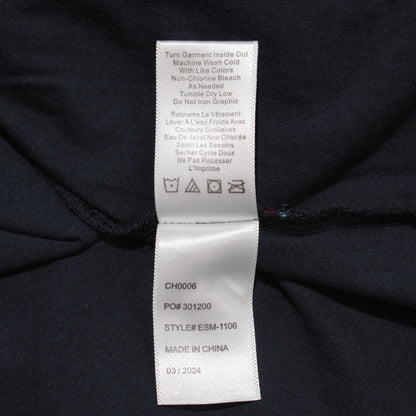 Turn Garment Inside Out
Machine Wash Cold
With Like Colors
Non-Chlorine Bleach
As Needed
Tumble Dry Low
Do Not Iron Graphic
Retourne Le Vêtement
Laver A L'eau Froide Avec
Couleurs Similaires
Eau De Javel Non Chlorée
Selon Les Besoins
Sécher Cycle Doux
Ne Pas Repasser
L'Imprime
CH0006
PO# 301200
STYLE# ESM-1106
MADE IN CHINA
03 / 2024